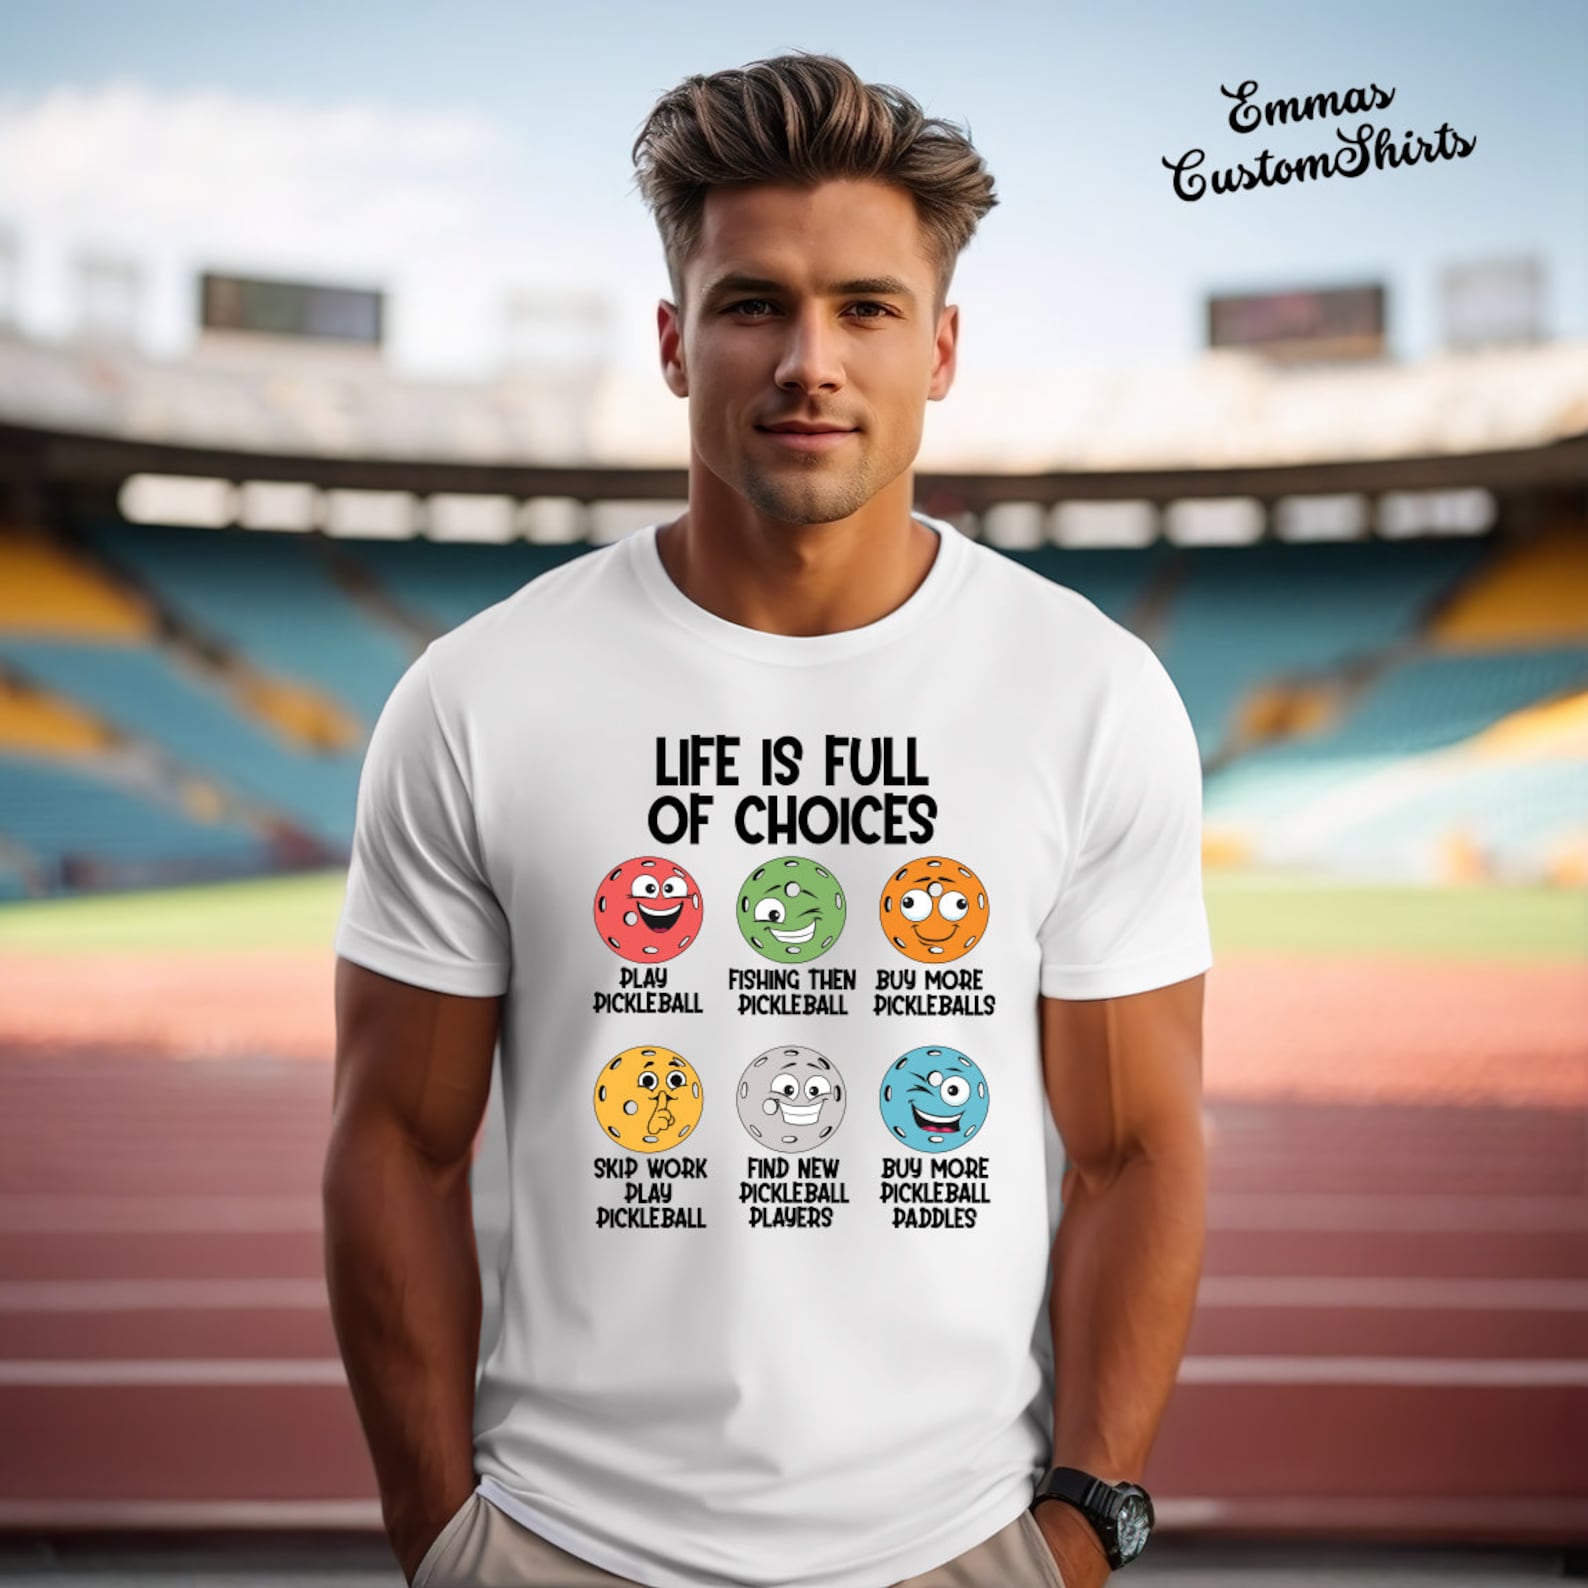 Emmas
CustomShirts
LIFE IS FULL
OF CHOICES
PLAY
PICKLEBALL
FISHING THEN
PICKLEBALL
BUY MORE
PICKLEBALLS
SKIP WORK
PLAY
PICKLEBALL
FIND NEW
PICKLEBALL
PLAYERS
BUY MORE
PICKLEBALL
PADDLES